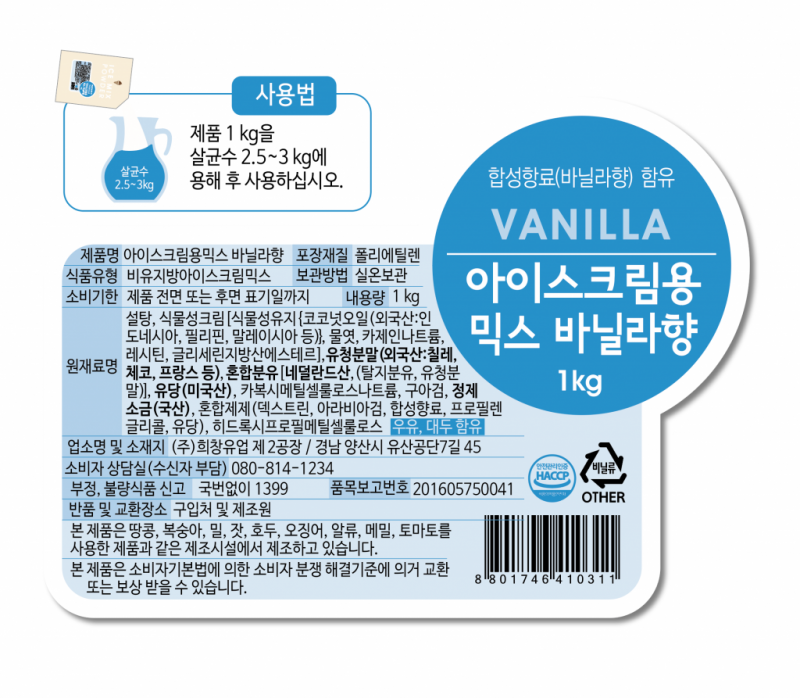 사용법
제품 1 kg을
살균수 2.5~3 kg에
용해 후 사용하십시오.
살균수
2.5~3kg
합성향료(바닐라향) 함유
VANILLA
아이스크림용
믹스 바닐라향
1kg
제품명 아이스크림용믹스 바닐라향 포장재질 폴리에틸렌
식품유형 비유지방아이스크림믹스 보관방법 실온보관
소비기한 제품 전면 또는 후면 표기일까지 내용량 1 kg
원재료명
설탕, 식물성크림[식물성유지{코코넛오일(외국산:인
도네시아, 필리핀, 말레이시아 등)}, 물엿, 카제인나트륨,
레시틴, 글리세린지방산에스테르], 유청분말(외국산:칠레,
체코, 프랑스 등), 혼합분유[네덜란드산, (탈지분유, 유청분
말)], 유당(미국산), 카복시메틸셀룰로스나트륨, 구아검, 정제
소금(국산), 혼합제제(덱스트린, 아라비아검, 합성향료, 프로필렌
글리콜, 유당), 히드록시프로필메틸셀룰로스 우유, 대두 함유
업소명 및 소재지 (주)희창유업 제2공장 / 경남 양산시 유산공단7길 45
소비자 상담실(수신자 부담) 080-814-1234
부정, 불량식품 신고 국번없이 1399 품목보고번호 201605750041
반품 및 교환장소 구입처 및 제조원
본 제품은 땅콩, 복숭아, 밀, 잣, 호두, 오징어, 알류, 메밀, 토마토를
사용한 제품과 같은 제조시설에서 제조하고 있습니다.
본 제품은 소비자기본법에 의한 소비자 분쟁 해결기준에 의거 교환
또는 보상 받을 수 있습니다.
안전관리인증
HACCP
비닐류
OTHER
8 801746 410311